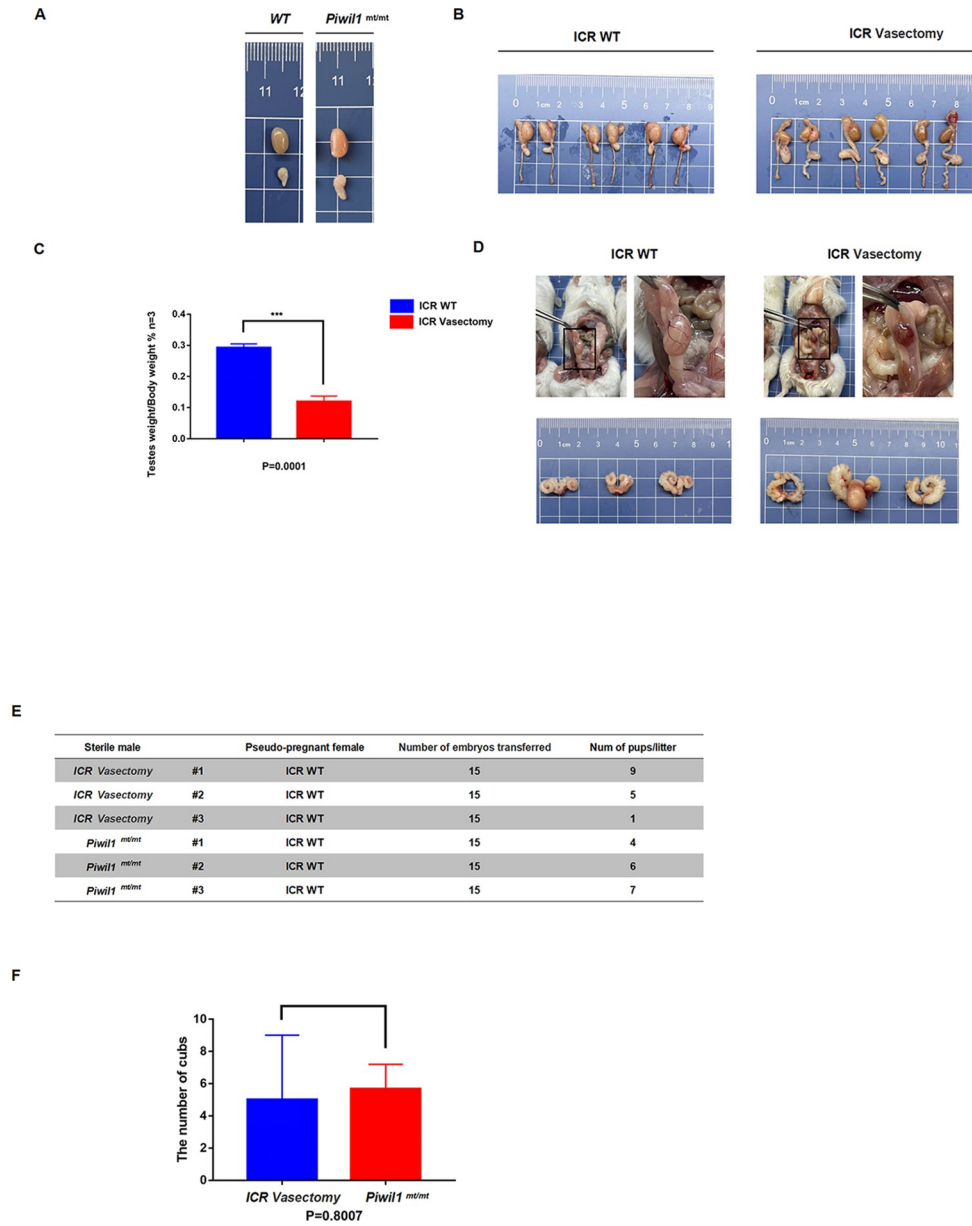 A
WT Piwil1 mt/mt
11 12 11 12
B
ICR WT ICR Vasectomy
0 1cm 2 3 4 5 6 7 8 9
0 1cm 2 3 4 5 6 7 8
C
ICR WT
ICR Vasectomy
Testes weight/Body weight % n=3
0.4
0.3
0.2
0.1
0.0
***
P=0.0001
D
ICR WT ICR Vasectomy
0 1cm 2 3 4 5 6 7 8 9
0 1cm 2 3 4 5 6 7 8 9 10
E
Sterile male Pseudo-pregnant female Number of embryos transferred Num of pups/litter
ICR Vasectomy #1 ICR WT 15 9
ICR Vasectomy #2 ICR WT 15 5
ICR Vasectomy #3 ICR WT 15 1
Piwil1 mt/mt #1 ICR WT 15 4
Piwil1 mt/mt #2 ICR WT 15 6
Piwil1 mt/mt #3 ICR WT 15 7
F
The number of cubs
10
8
6
4
2
0
ICR Vasectomy Piwil1 mt/mt
P=0.8007